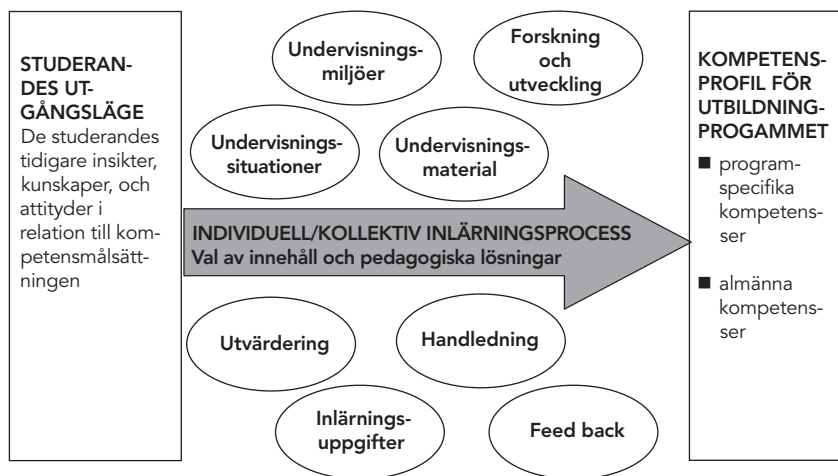 STUDERAN-
DES UT-
GÅNGSLÄGE
De studerandes
tidigare insikter,
kunskaper, och
attityder i
relation till kom-
petensmålsätt-
ningen
Undervisnings-
miljöer
Forskning
och
utveckling
Undervisnings-
situationer
Undervisnings-
material
INDIVIDUELL/KOLLEKTIV INLÄRNINGSPROCESS
Val av innehåll och pedagogiska lösningar
Utvärdering
Handledning
Inlärnings-
uppgifter
Feed back
KOMPETENS-
PROFIL FÖR
UTBILDNING-
PROGAMMET
■ program-
specifika
kompetens-
ser
■ almänna
kompetens-
ser